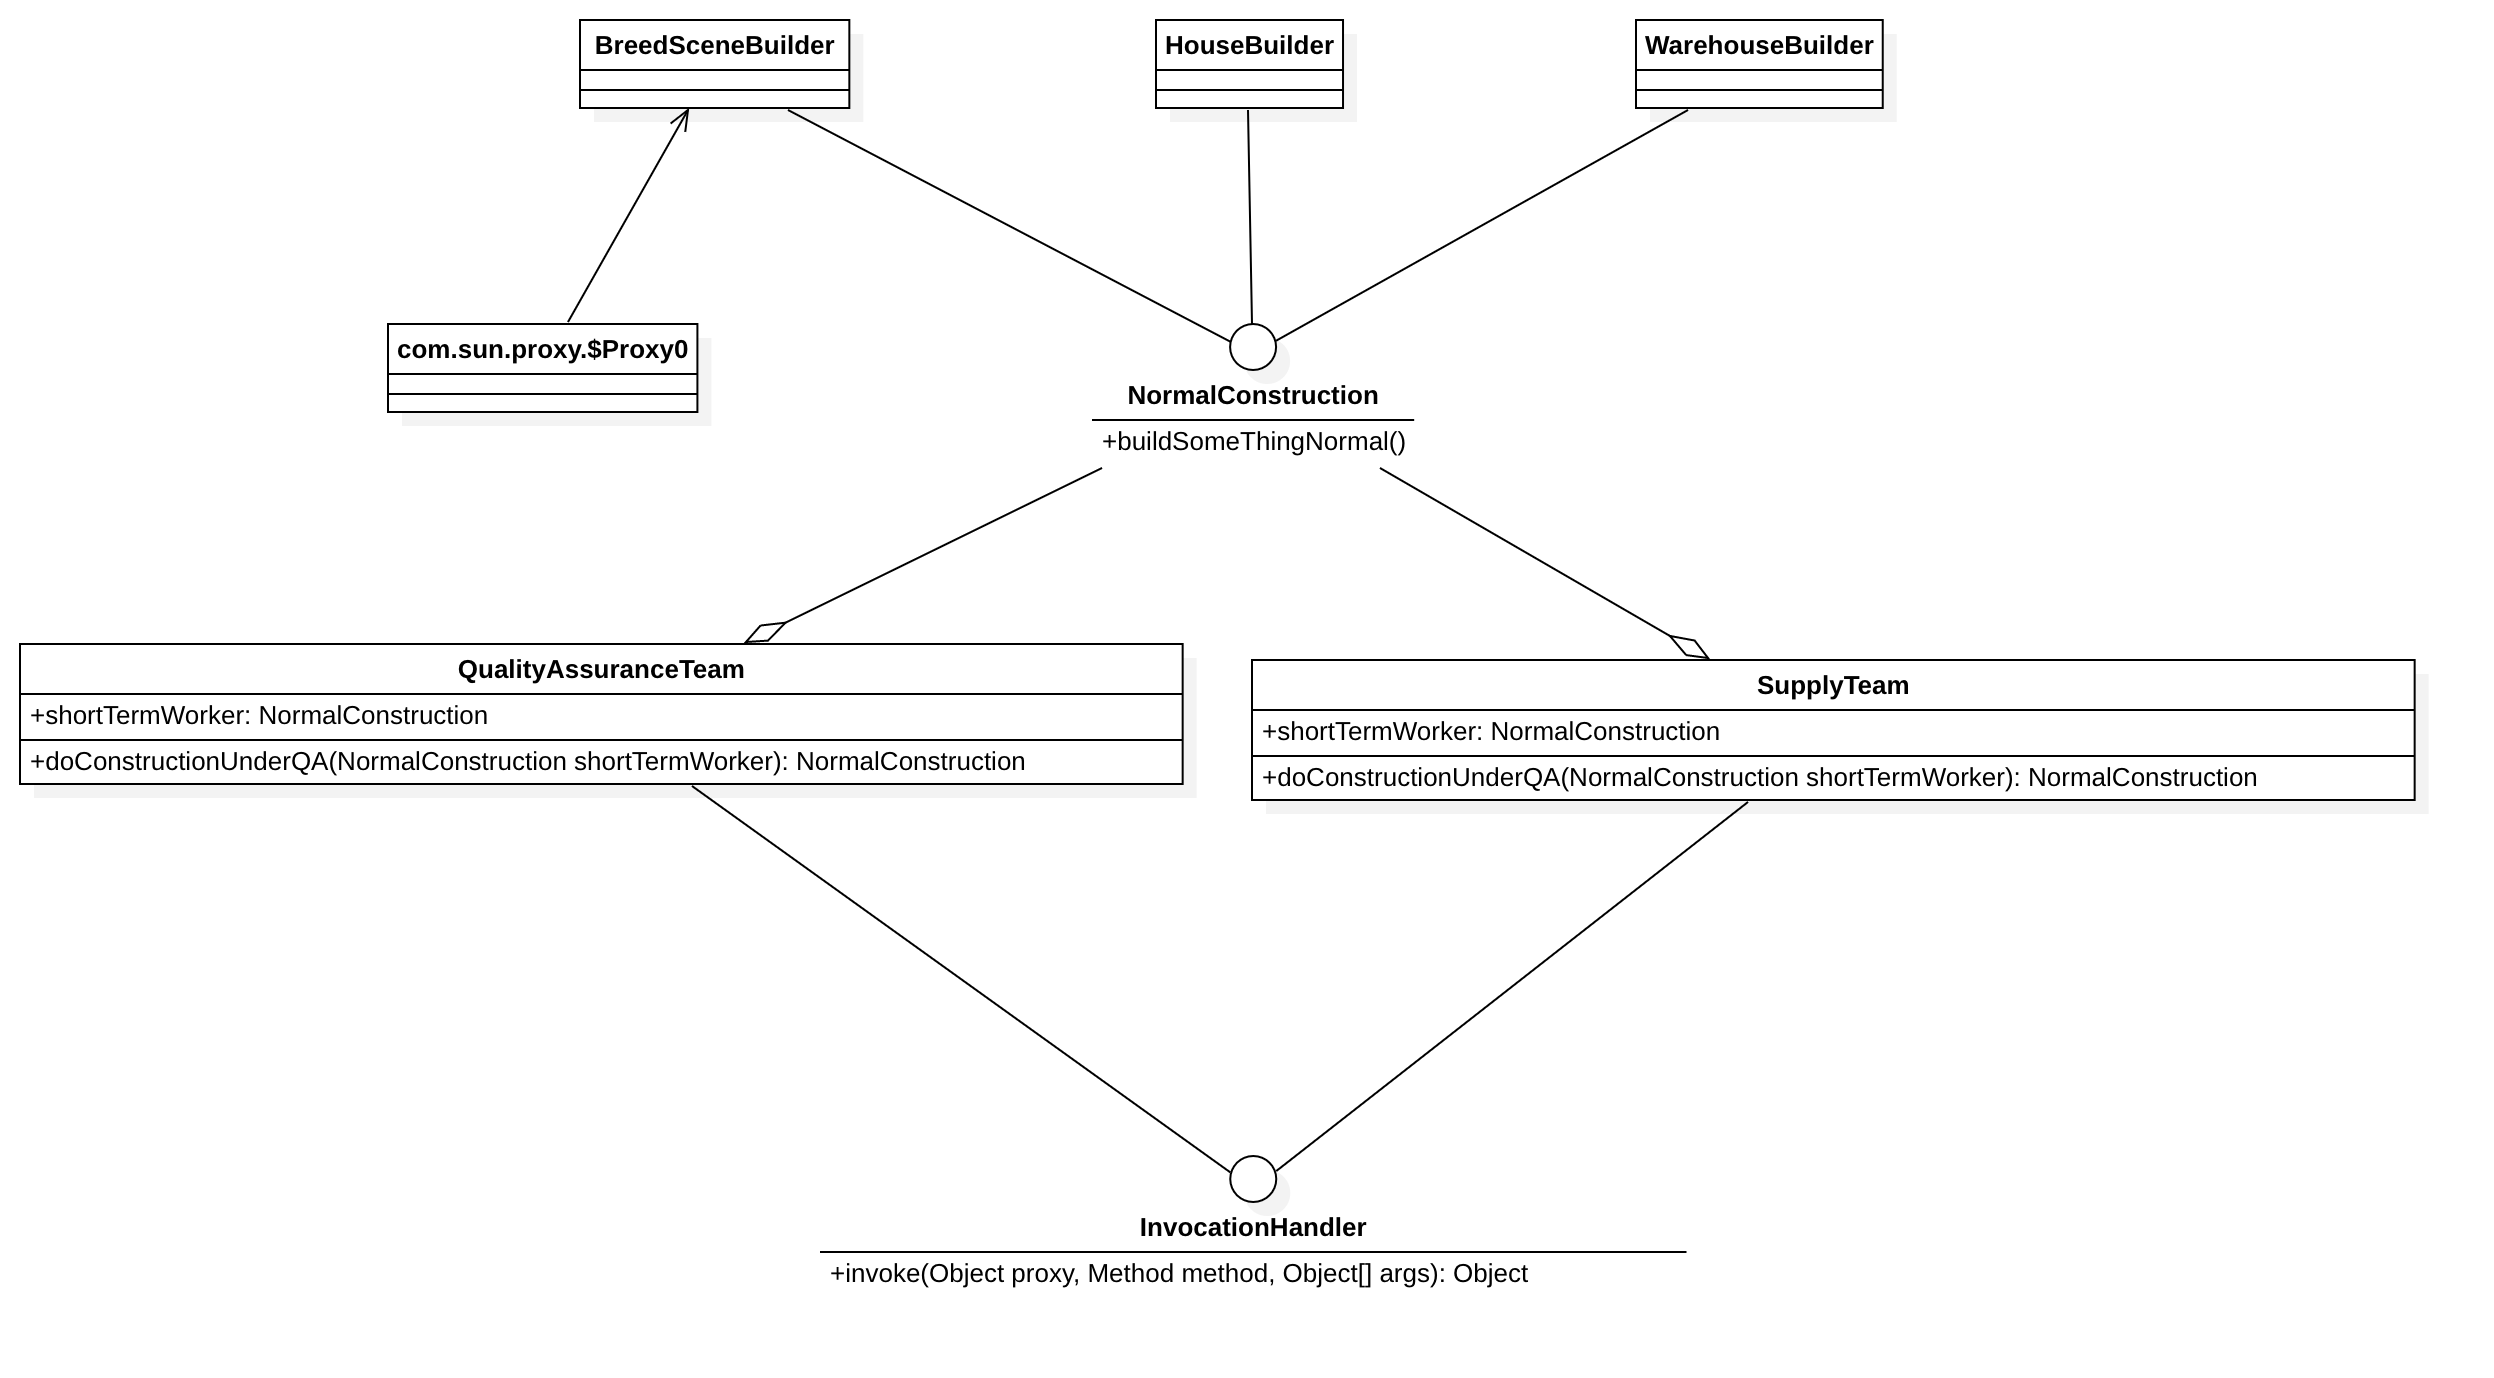 BreedSceneBuilder
HouseBuilder
WarehouseBuilder
com.sun.proxy.$Proxy0
NormalConstruction
+buildSomeThingNormal()
QualityAssuranceTeam
+shortTermWorker: NormalConstruction
+doConstructionUnderQA(NormalConstruction shortTermWorker): NormalConstruction
SupplyTeam
+shortTermWorker: NormalConstruction
+doConstructionUnderQA(NormalConstruction shortTermWorker): NormalConstruction
InvocationHandler
+invoke(Object proxy, Method method, Object[] args): Object